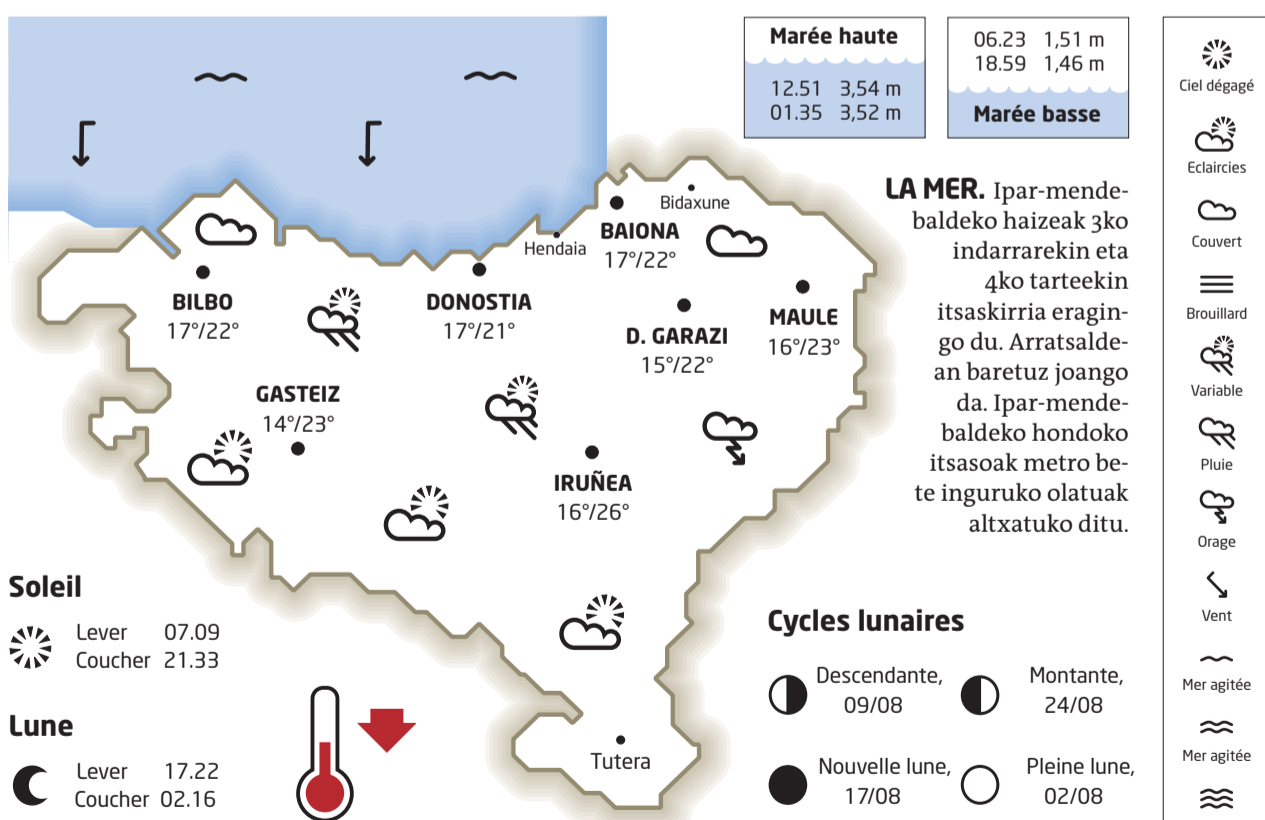 Marée haute
12.51 3,54 m
01.35 3,52 m
06.23 1,51 m
18.59 1,46 m
Marée basse
Bidaxune
BAIONA
17°/22°
Hendaia
BILBO
17°/22°
DONOSTIA
17°/21°
D. GARAZI
15°/22°
MAULE
16°/23°
GASTEIZ
14°/23°
IRUÑEA
16°/26°
Tutera
LA MER. Ipar-mende-
baldeko haizeak 3ko
indarrarekin eta
4ko tarteekin
itsaskirria eragin-
go du. Arratsalde-
an baretuz joango
da. Ipar-mende-
baldeko hondoko
itsasoak metro be-
te inguruko olatuak
altxatuko ditu.
Soleil
Lever 07.09
Coucher 21.33
Lune
Lever 17.22
Coucher 02.16
Cycles lunaires
Descendante,
09/08
Montante,
24/08
Nouvelle lune,
17/08
Pleine lune,
02/08
Ciel dégagé
Eclaircies
Couvert
Brouillard
Variable
Pluie
Orage
Vent
Mer agitée
Mer agitée